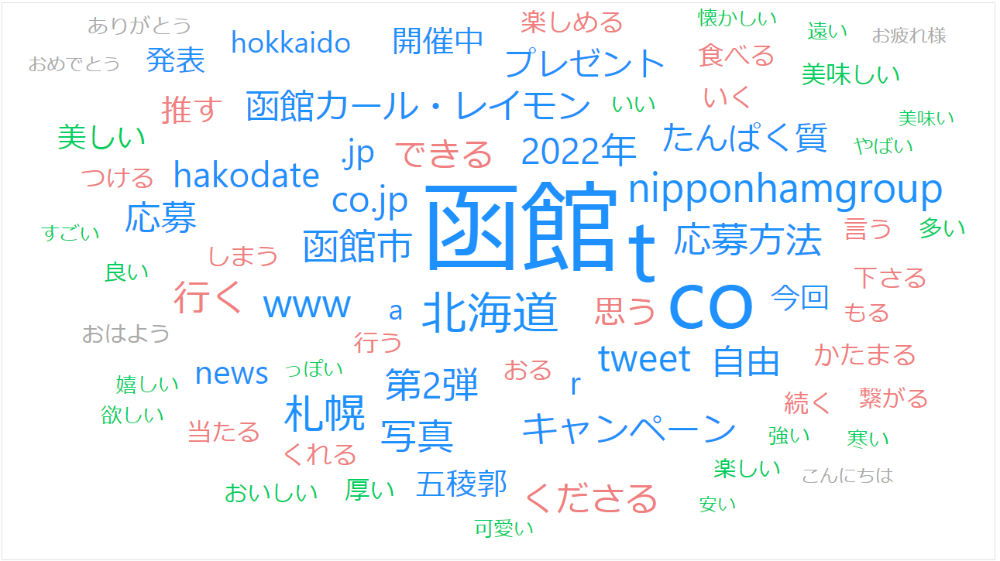 ありがとう
hokkaido
開催中
楽しめる
懐かしい
遠い
お疲れ様
おめでとう
発表
プレゼント
食べる
美味しい
推す
函館カール・レイモン
いい
いく
美味い
美しい
.jp
できる
2022年
たんぱく質
やばい
つける
hakodate
co.jp
函館
nipponhamgroup
すごい
応募
函館市
t
応募方法
言う
多い
しまう
良い
行く
www
a
北海道
思う
co
今回
下さる
もる
おはよう
行う
tweet
自由
かたまる
嬉しい
news
っぽい
第2弾
おる
r
欲しい
札幌
続く
繋がる
当たる
写真
キャンペーン
強い
寒い
くれる
楽しい
こんにちは
おいしい
厚い
五稜郭
くださる
安い
可愛い